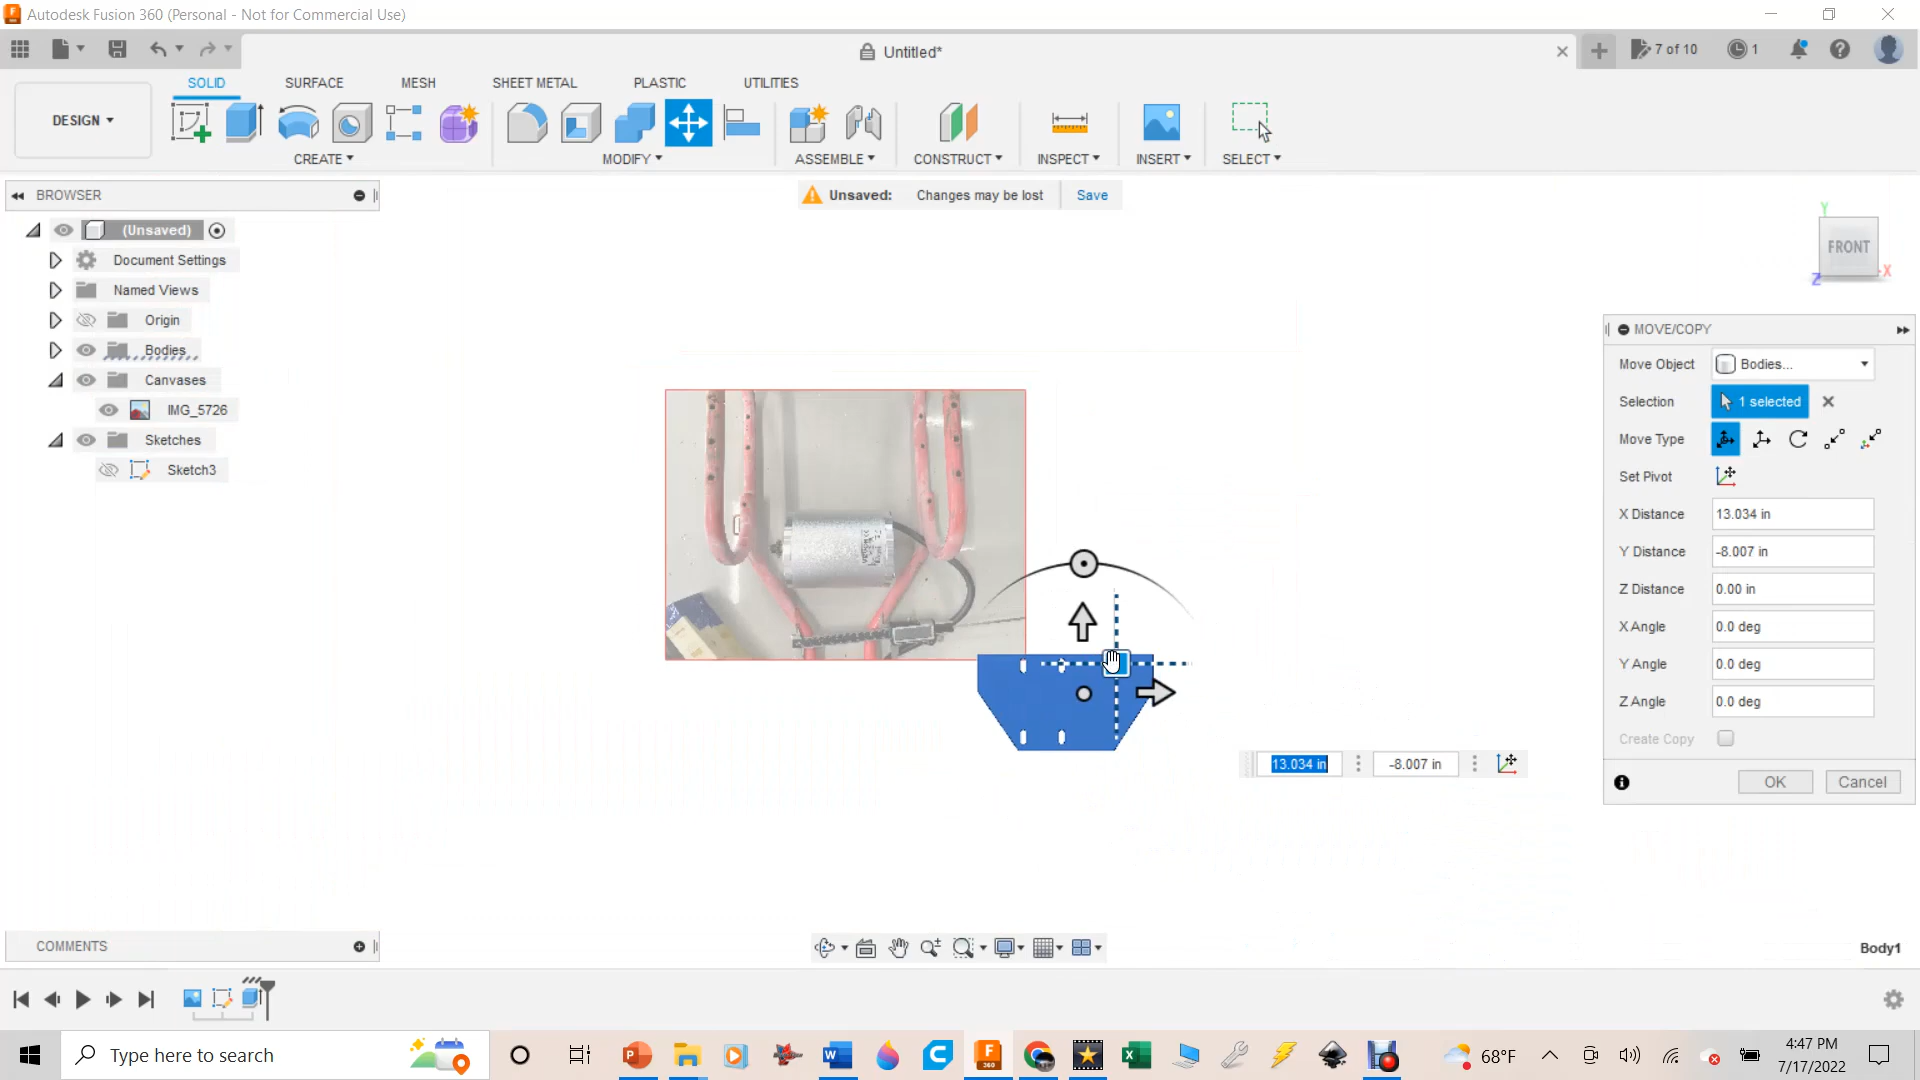 Autodesk Fusion 360 (Personal - Not for Commercial Use)
Untitled*
7 of 10
1
DESIGN
SOLID
SURFACE
MESH
SHEET METAL
PLASTIC
UTILITIES
CREATE
MODIFY
ASSEMBLE
CONSTRUCT
INSPECT
INSERT
SELECT
BROWSER
Unsaved: Changes may be lost
Save
(Unsaved)
Document Settings
Named Views
Origin
Bodies
Canvases
IMG_5726
Sketches
Sketch3
Y
FRONT
X
Z
MOVE/COPY
Move Object Bodies...
Selection 1 selected
Move Type
Set Pivot
X Distance 13.034 in
Y Distance -8.007 in
Z Distance 0.00 in
X Angle 0.0 deg
Y Angle 0.0 deg
Z Angle 0.0 deg
Create Copy
OK Cancel
13.034 in -8.007 in
COMMENTS
Body1
Type here to search
68°F
4:47 PM
7/17/2022